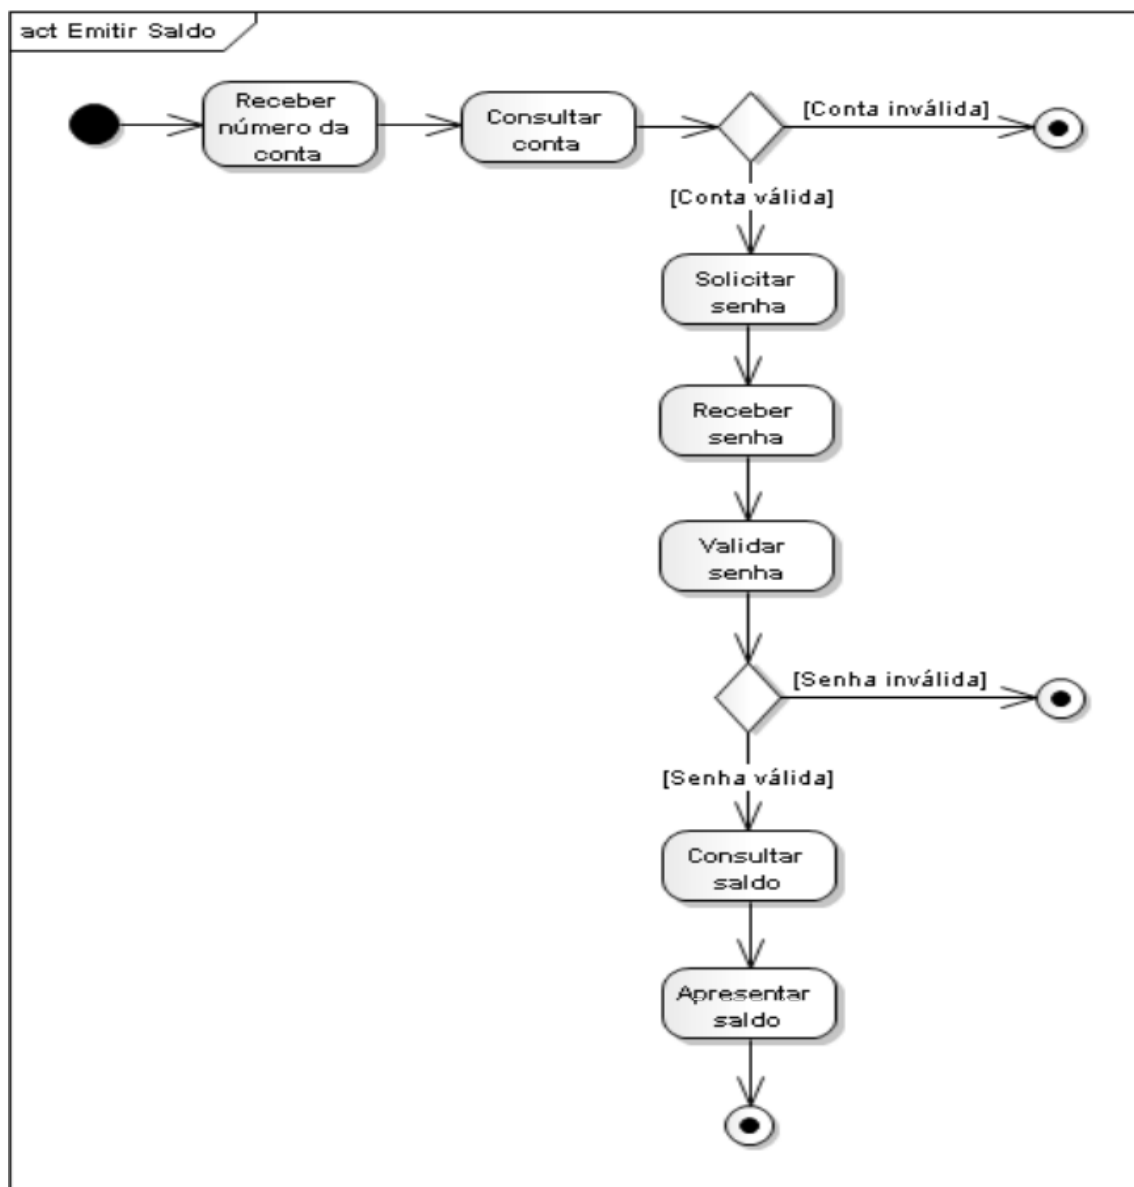 act Emitir Saldo
Receber
número da
conta
Consultar
conta
[Conta inválida]
[Conta válida]
Solicitar
senha
Receber
senha
Validar
senha
[Senha inválida]
[Senha válida]
Consultar
saldo
Apresentar
saldo